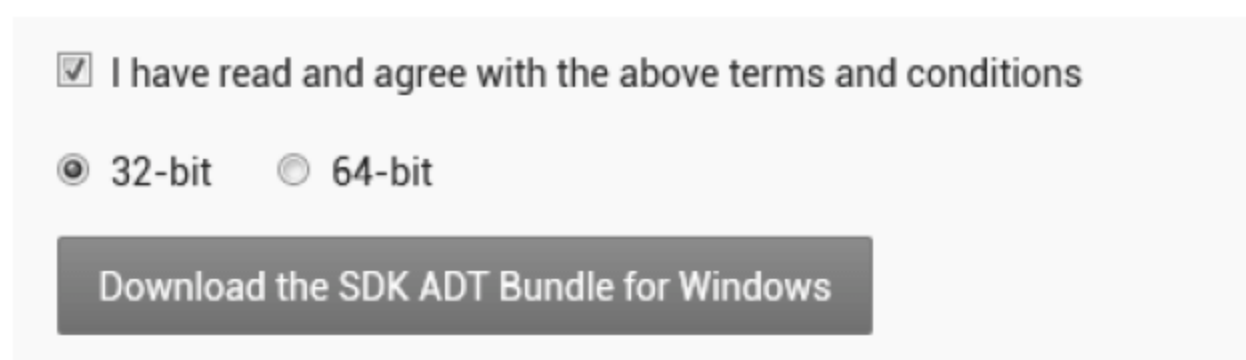 I have read and agree with the above terms and conditions
32-bit 64-bit
Download the SDK ADT Bundle for Windows